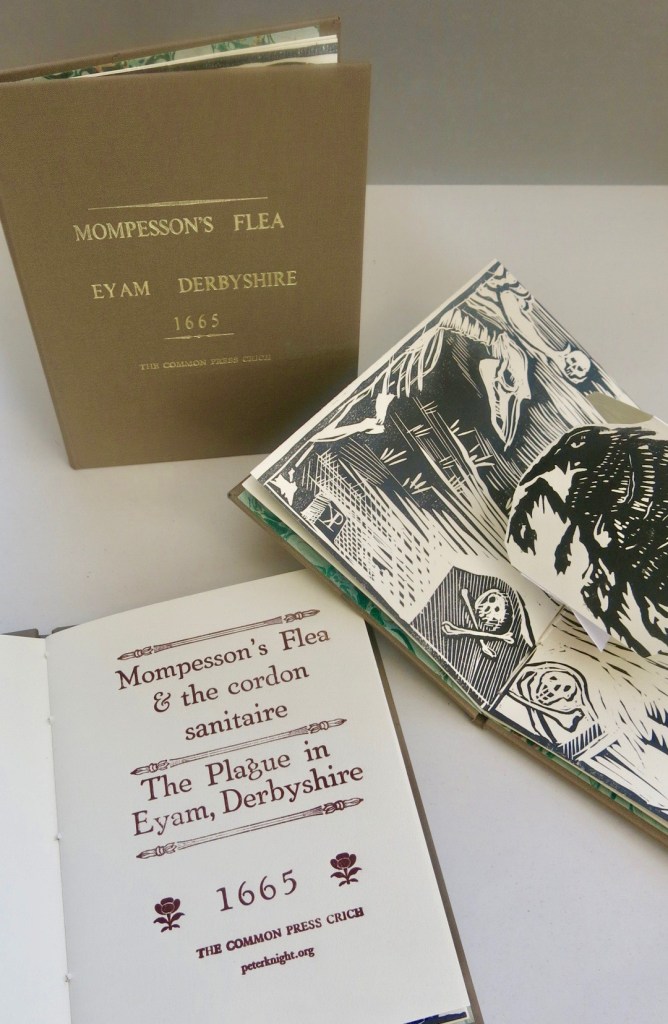 MOMPESSON'S FLEA
EYAM DERBYSHIRE
1665
THE COMMON PRESS CRICH
Mompesson's Flea
& the cordon
sanitaire
The Plague in
Eyam, Derbyshire
1665
THE COMMON PRESS CRICH
peterknight.org